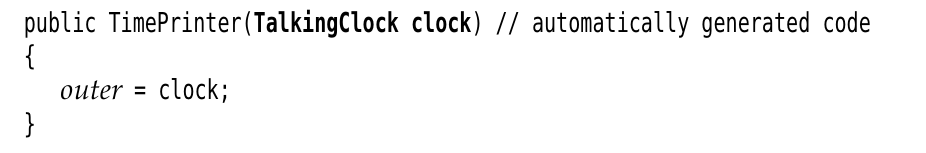 public TimePrinter(TalkingClock clock) // automatically generated code
{
outer = clock;
}